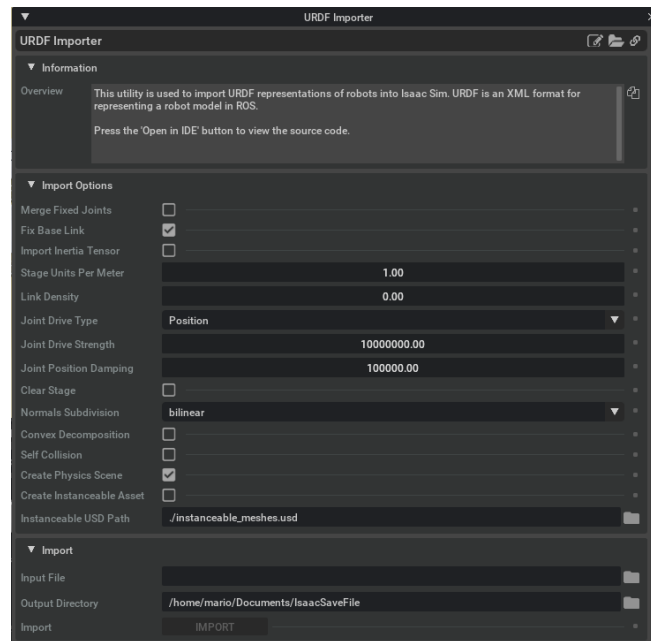 URDF Importer
URDF Importer
Information
Overview
This utility is used to import URDF representations of robots into Isaac Sim. URDF is an XML format for
representing a robot model in ROS.
Press the 'Open in IDE' button to view the source code.
Import Options
Merge Fixed Joints
Fix Base Link
Import Inertia Tensor
Stage Units Per Meter 1.00
Link Density 0.00
Joint Drive Type Position
Joint Drive Strength 10000000.00
Joint Position Damping 100000.00
Clear Stage
Normals Subdivision bilinear
Convex Decomposition
Self Collision
Create Physics Scene
Create Instanceable Asset
Instanceable USD Path ./instanceable_meshes.usd
Import
Input File
Output Directory /home/mario/Documents/IsaacSaveFile
Import IMPORT